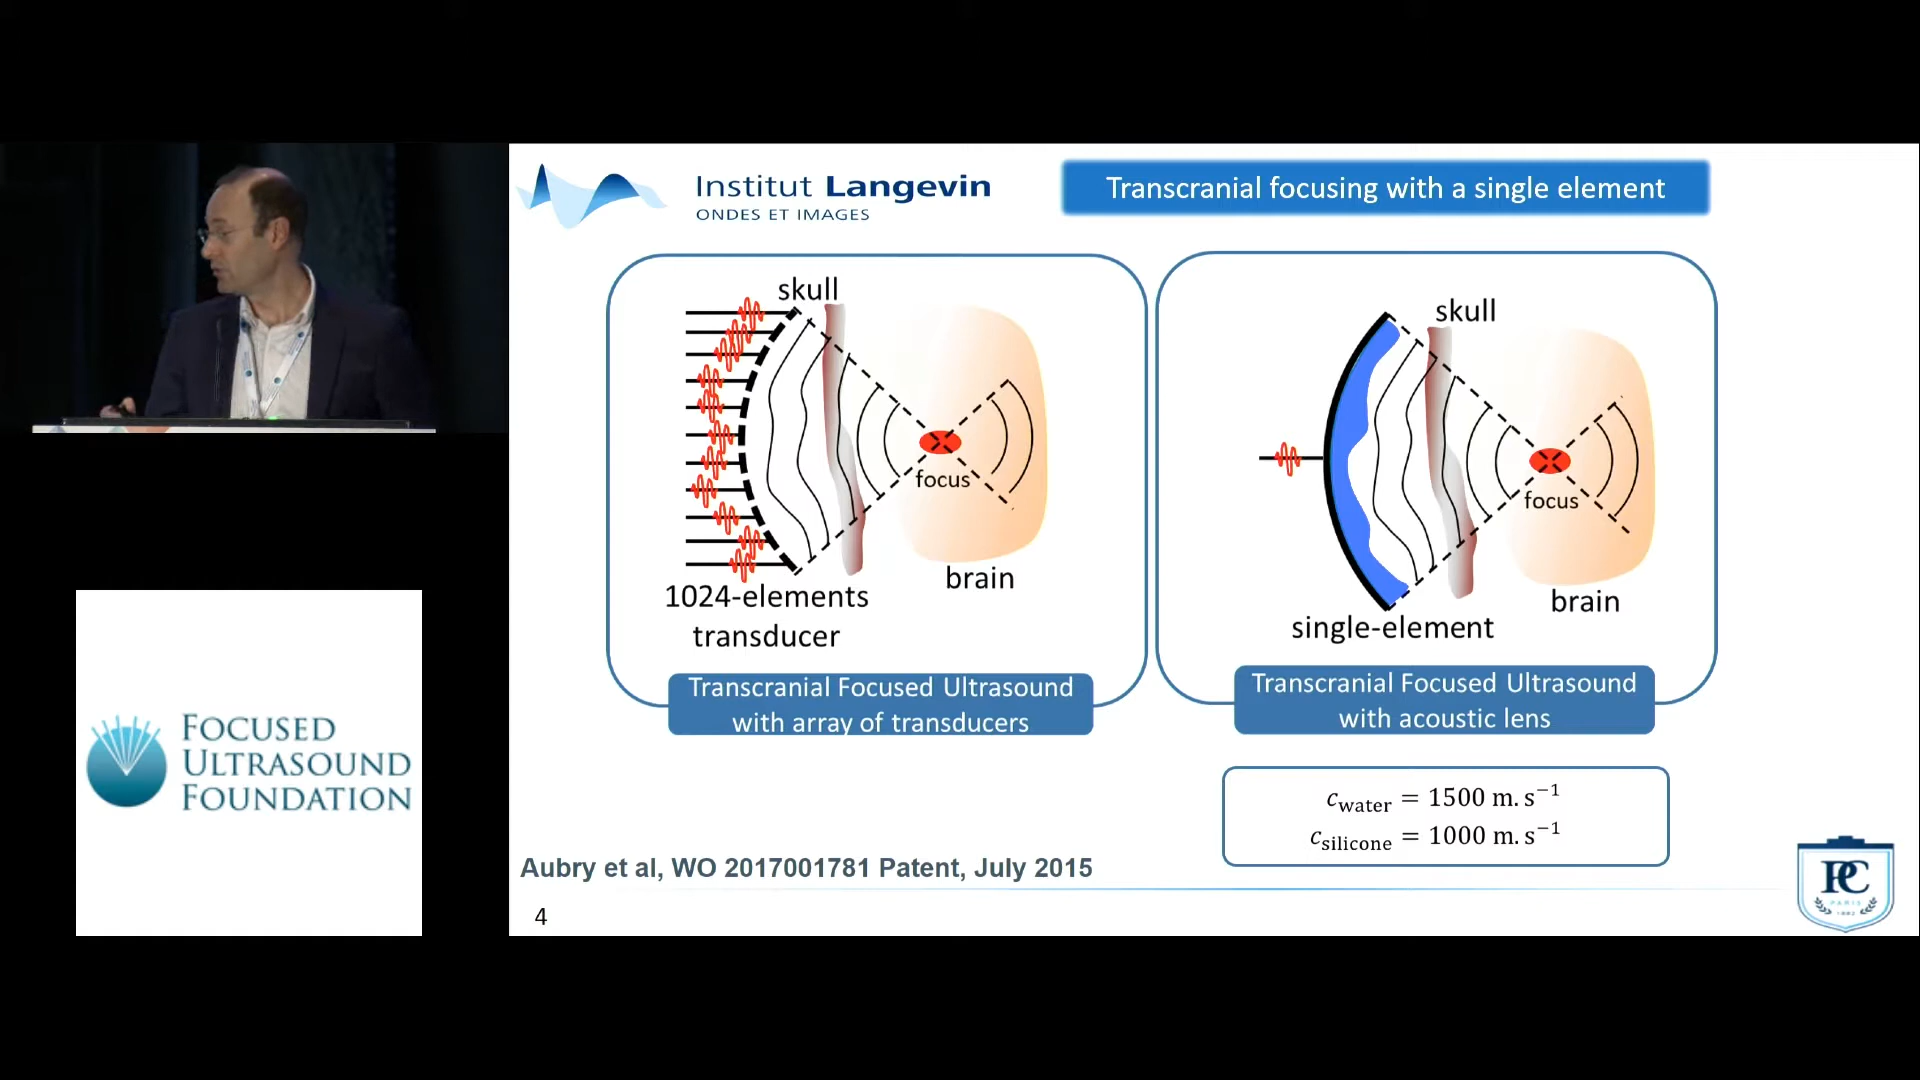 Institut Langevin
ONDES ET IMAGES
Transcranial focusing with a single element
skull
focus
brain
1024-elements
transducer
Transcranial Focused Ultrasound
with array of transducers
skull
focus
brain
single-element
Transcranial Focused Ultrasound
with acoustic lens
c_water = 1500 m.s⁻¹
c_silicone = 1000 m.s⁻¹
Aubry et al, WO 2017001781 Patent, July 2015
4
PC
PARIS
1882
FOCUSED
ULTRASOUND
FOUNDATION